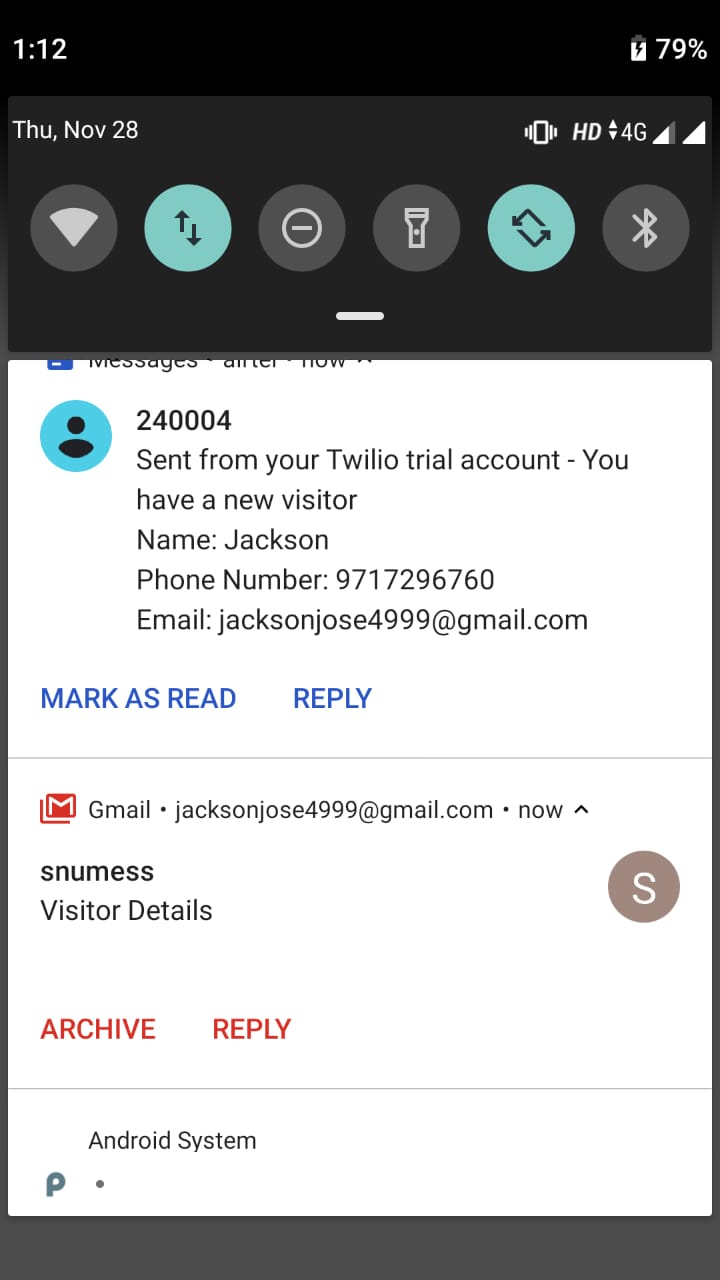 1:12
79%
Thu, Nov 28
HD 4G
Messages • airtel • now
240004
Sent from your Twilio trial account - You
have a new visitor
Name: Jackson
Phone Number: 9717296760
Email: jacksonjose4999@gmail.com
MARK AS READ REPLY
Gmail • jacksonjose4999@gmail.com • now
snumess
S
Visitor Details
ARCHIVE REPLY
Android System